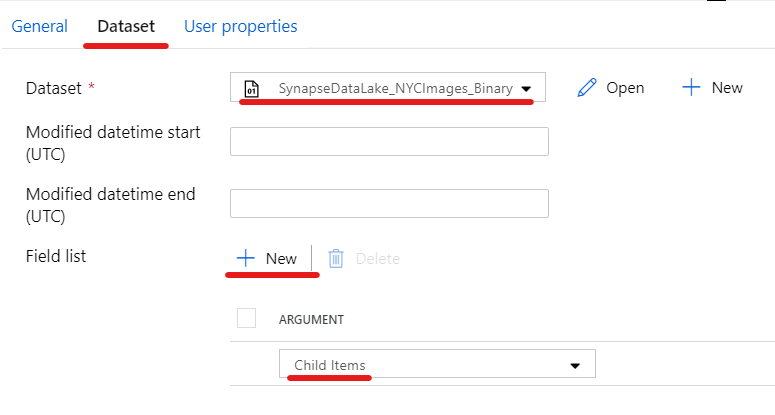 General Dataset User properties
Dataset * 01 SynapseDataLake_NYCImages_Binary Open New
Modified datetime start
(UTC)
Modified datetime end
(UTC)
Field list New Delete
ARGUMENT
Child Items